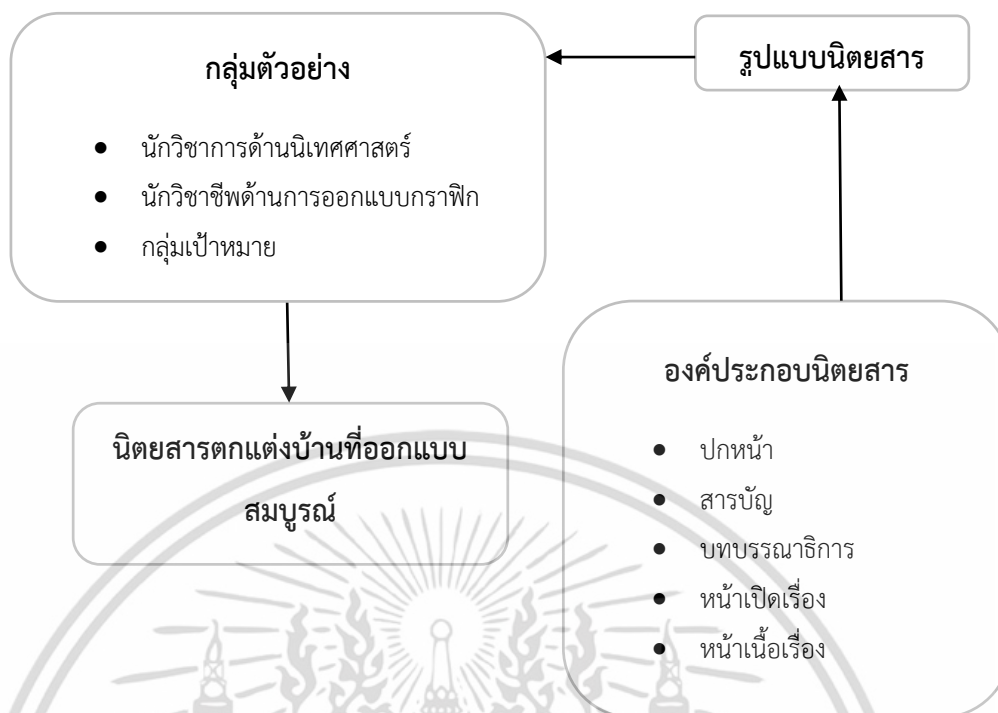 กลุ่มตัวอย่าง
● นักวิชาการด้านนิเทศศาสตร์
● นักวิชาชีพด้านการออกแบบกราฟิก
● กลุ่มเป้าหมาย
รูปแบบนิตยสาร
นิตยสารตกแต่งบ้านที่ออกแบบ
สมบูรณ์
องค์ประกอบนิตยสาร
● ปกหน้า
● สารบัญ
● บทบรรณาธิการ
● หน้าเปิดเรื่อง
● หน้าเนื้อเรื่อง